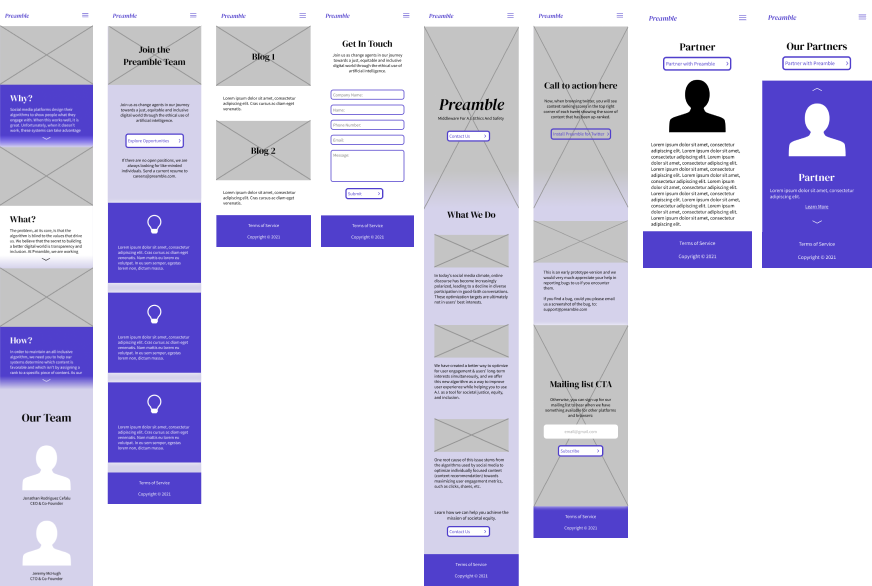 Preamble
Why?
Social media platforms design their
algorithms to show people what they
engage with. When this works well, it is
great. Unfortunately, when it doesn't
work, these systems can take advantage
What?
The problem, at its core, is that the
algorithm is blind to the values that drive
us. We believe that the secret to building
a better digital-world is transparency and
inclusion. At Preamble, we are working
How?
In order to maintain an all-inclusive
algorithm, we need you to help our
systems determine which content is
favorable and which isn't by assigning a
rank to a specific piece of content. As our
Our Team
Jonathan Rodriguez Cefalu
CEO & Co-Founder
Jeremy McHugh
CTO & Co-Founder
Preamble
Join the
Preamble Team
Join us as change agents in our journey
towards a just, equitable and inclusive
digital world through the ethical use of
artificial intelligence.
Explore Opportunities
If there are no open positions, we are
always looking for like minded
individuals. Send a current resume to
careers@preamble.com.
Lorem ipsum dolor sit amet, consectetur
adipiscing elit. Cras cursus ac diam eget
venenatis. Nam mattis eu eros integer.
In eu sem semper, egestas
lorem non, dictum massa.
Lorem ipsum dolor sit amet, consectetur
adipiscing elit. Cras cursus ac diam eget
venenatis. Nam mattis eu eros integer.
In eu sem semper, egestas
lorem non, dictum massa.
Lorem ipsum dolor sit amet, consectetur
adipiscing elit. Cras cursus ac diam eget
venenatis. Nam mattis eu eros integer.
In eu sem semper, egestas
lorem non, dictum massa.
Terms of Service
Copyright © 2021
Preamble
Blog 1
Lorem ipsum dolor sit amet, consectetur
adipiscing elit. Cras cursus ac diam eget
venenatis.
Blog 2
Lorem ipsum dolor sit amet, consectetur
adipiscing elit. Cras cursus ac diam eget
venenatis.
Terms of Service
Copyright © 2021
Preamble
Get In Touch
Join us as change agents in our journey
towards a just, equitable and inclusive
digital world through the ethical use of
artificial intelligence.
Company Name:
Name:
Phone Number:
Email:
Message:
Submit
Terms of Service
Copyright © 2021
Preamble
Preamble
Middleware For A.I Ethics And Safety
Contact Us
What We Do
In today's social media climate, online
discourse has become increasingly
polarised, leading to a decline in diverse
participation in good faith conversations.
These optimization targets are ultimately
not in users' best interests.
We have created a better way to optimise
for user engagement & users' long-term
interests simultaneously, and we offer
this new algorithm as a way to improve
user experience while helping you to use
A.I. as a tool for societal justice, equity,
and inclusion.
One root cause of this issue stems from
the algorithms used by social media to
optimize individually focused content
(content recommendation) towards
maximising user engagement metrics,
such as clicks, shares, etc.
Learn how we can help you achieve the
mission of societal equity.
Contact Us
Terms of Service
Copyright © 2021
Preamble
Call to action here
Now, when browsing twitter, you will see
content ranking scores in the top right
corner of each tweet showing the score of
content that has been up ranked.
Install Preamble for Twitter
This is an early prototype version and we
would very much appreciate your help in
reporting bugs to us if you encounter
them.
If you find a bug, could you please email
us a screenshot of the bug, to:
support@preamble.com
Mailing list CTA
Otherwise, you can sign up for our
mailing list to hear when we have
something available for other platforms
and browsers
email@gmail.com
Subscribe
Terms of Service
Copyright © 2021
Preamble
Partner
Partner with Preamble
Lorem ipsum dolor sit amet, consectetur
adipiscing elit. Lorem ipsum dolor sit
amet, consectetur adipiscing elit. Lorem
ipsum dolor sit amet, consectetur
adipiscing elit. Lorem ipsum dolor sit
amet, consectetur adipiscing elit. Lorem
ipsum dolor sit amet, consectetur
adipiscing elit. Lorem ipsum dolor sit
amet, consectetur adipiscing elit. Lorem
ipsum dolor sit amet, consectetur
adipiscing elit. Lorem ipsum dolor sit
amet, consectetur adipiscing elit. Lorem
ipsum dolor sit amet, consectetur
adipiscing elit.
Terms of Service
Copyright © 2021
Preamble
Our Partners
Partner with Preamble
Partner
Lorem ipsum dolor sit amet, consectetur
adipiscing elit.
Learn More
Terms of Service
Copyright © 2021